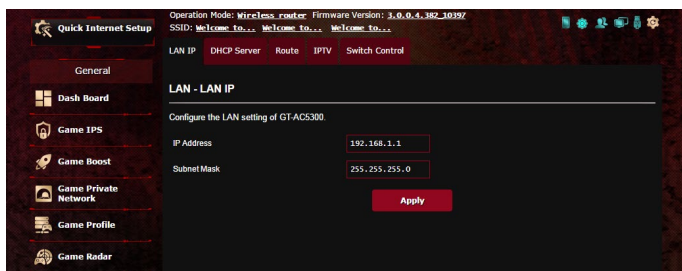 Quick Internet Setup
Operation Mode: Wireless router Firmware Version: 3.0.0.4.382_10397
SSID: Welcome to... Welcome to... Welcome to...
LAN IP DHCP Server Route IPTV Switch Control
General
Dash Board
Game IPS
Game Boost
Game Private
Network
Game Profile
Game Radar
LAN - LAN IP
Configure the LAN setting of GT-AC5300.
IP Address 192.168.1.1
Subnet Mask 255.255.255.0
Apply